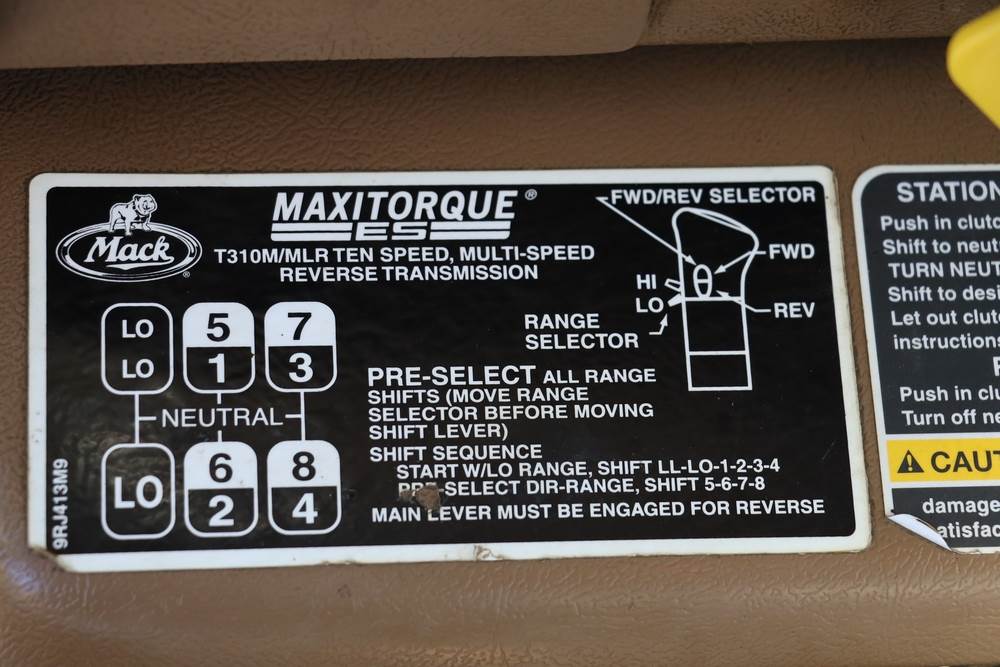 Mack
®
MAXITORQUE®
ES
T310M/MLR TEN SPEED, MULTI-SPEED
REVERSE TRANSMISSION
FWD/REV SELECTOR
FWD
HI
LO
REV
RANGE
SELECTOR
LO
LO
5
1
7
3
NEUTRAL
LO
6
2
8
4
PRE-SELECT ALL RANGE
SHIFTS (MOVE RANGE
SELECTOR BEFORE MOVING
SHIFT LEVER)
SHIFT SEQUENCE
START W/LO RANGE, SHIFT LL-LO-1-2-3-4
PRE-SELECT DIR-RANGE, SHIFT 5-6-7-8
MAIN LEVER MUST BE ENGAGED FOR REVERSE
9RJ413M9
STATION
Push in clutc
Shift to neut
TURN NEUT
Shift to desi
Let out clutc
instructions
Push in clu
Turn off ne
CAUT
damage
atisfac